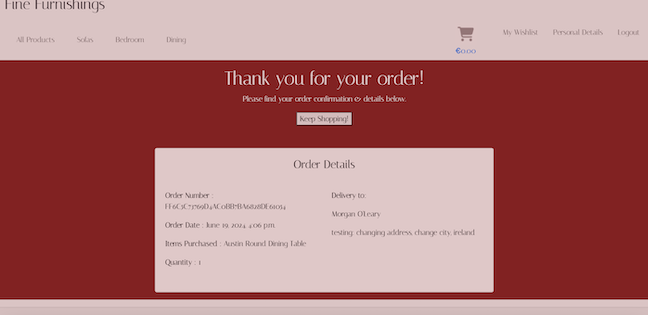 Fine Furnishings
All Products
Sofas
Bedroom
Dining
€0.00
My Wishlist
Personal Details
Logout
Thank you for your order!
Please find your order confirmation & details below.
Keep Shopping!
Order Details
Order Number :
Order Date : June 19, 2024, 4:06 p.m.
Items Purchased : Austin Round Dining Table
Quantity : 1
Delivery to:
Morgan O'Leary
testing, changing address, change city, ireland